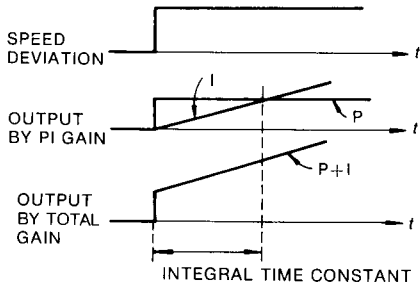 SPEED
DEVIATION
t
I
P
OUTPUT
BY PI GAIN
t
P+I
OUTPUT
BY TOTAL
GAIN
t
INTEGRAL TIME CONSTANT